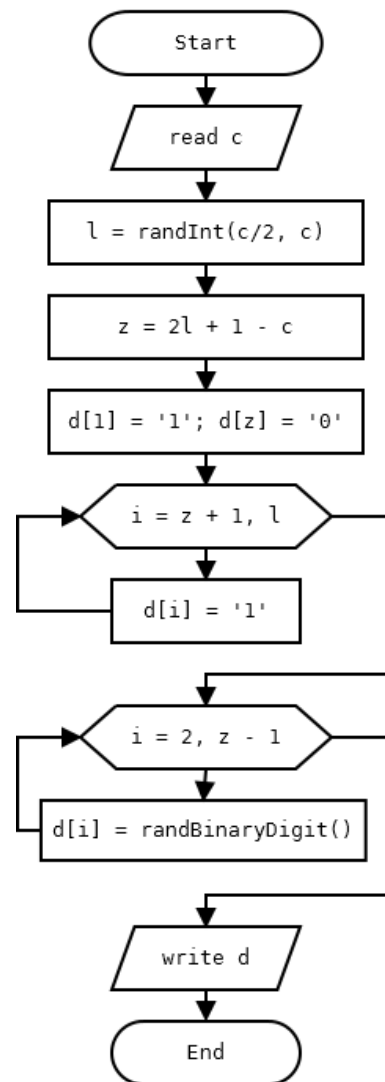 Start
read c
l = randInt(c/2, c)
z = 2l + 1 - c
d[1] = '1'; d[z] = '0'
i = z + 1, l
d[i] = '1'
i = 2, z - 1
d[i] = randBinaryDigit()
write d
End